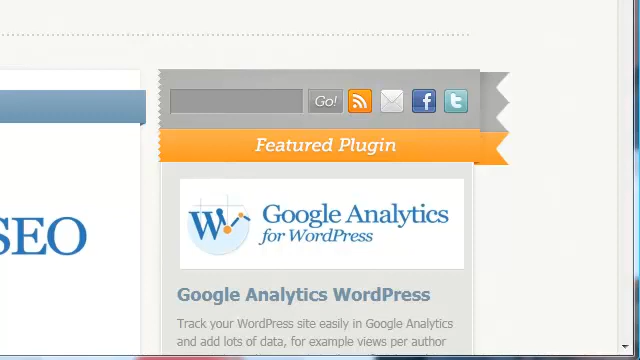 Go!
Featured Plugin
SEO
Google Analytics
for WordPress
Google Analytics WordPress
Track your WordPress site easily in Google Analytics
and add lots of data, for example views per author